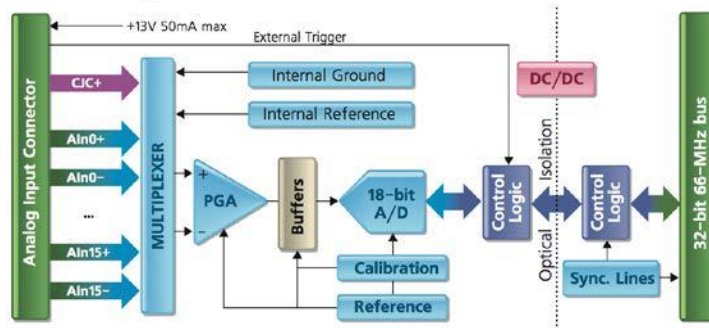 +13V 50mA max
External Trigger
Analog Input Connector
CJC+
AIn0+
AIn0-
...
AIn15+
AIn15-
MULTIPLEXER
Internal Ground
Internal Reference
+
PGA
-
Buffers
18-bit
A/D
Calibration
Reference
Control
Logic
DC/DC
Optical Isolation
Control
Logic
Sync. Lines
32-bit 66-MHz bus